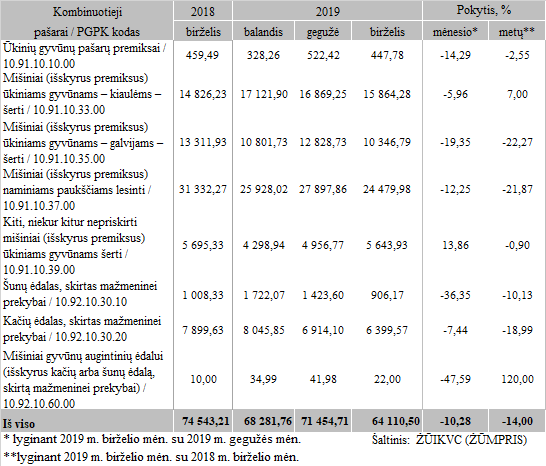 Kombinuotieji 2018 2019 Pokytis, %
pašarai / PGPK kodas birželis balandis gegužė birželis mėnesio* metų**
Ūkinių gyvūnų pašarų premiksai /
10.91.10.10.00 459,49 328,26 522,42 447,78 -14,29 -2,55
Mišiniai (išskyrus premiksus)
ūkiniams gyvūnams – kiaulėms –
šerti / 10.91.10.33.00 14 826,23 17 121,90 16 869,25 15 864,28 -5,96 7,00
Mišiniai (išskyrus premiksus)
ūkiniams gyvūnams – galvijams –
šerti / 10.91.10.35.00 13 311,93 10 801,73 12 828,73 10 346,79 -19,35 -22,27
Mišiniai (išskyrus premiksus)
naminiams paukščiams lesinti /
10.91.10.37.00 31 332,27 25 928,02 27 897,86 24 479,98 -12,25 -21,87
Kiti, niekur kitur nepriskirti
mišiniai (išskyrus premiksus)
ūkiniams gyvūnams šerti /
10.91.10.39.00 5 695,33 4 298,94 4 956,77 5 643,93 13,86 -0,90
Šunų ėdalas, skirtas mažmeninei
prekybai / 10.92.10.30.10 1 008,33 1 722,07 1 423,60 906,17 -36,35 -10,13
Kačių ėdalas, skirtas mažmeninei
prekybai / 10.92.10.30.20 7 899,63 8 045,85 6 914,10 6 399,57 -7,44 -18,99
Mišiniai gyvūnų augintinių ėdalui
(išskyrus kačių arba šunų ėdalą,
skirtą mažmeninei prekybai) /
10.92.10.60.00 10,00 34,99 41,98 22,00 -47,59 120,00
Iš viso 74 543,21 68 281,76 71 454,71 64 110,50 -10,28 -14,00
* lyginant 2019 m. birželio mėn. su 2019 m. gegužės mėn. Šaltinis: ŽŪIKVC (ŽŪMPRIS)
**lyginant 2019 m. birželio mėn. su 2018 m. birželio mėn.